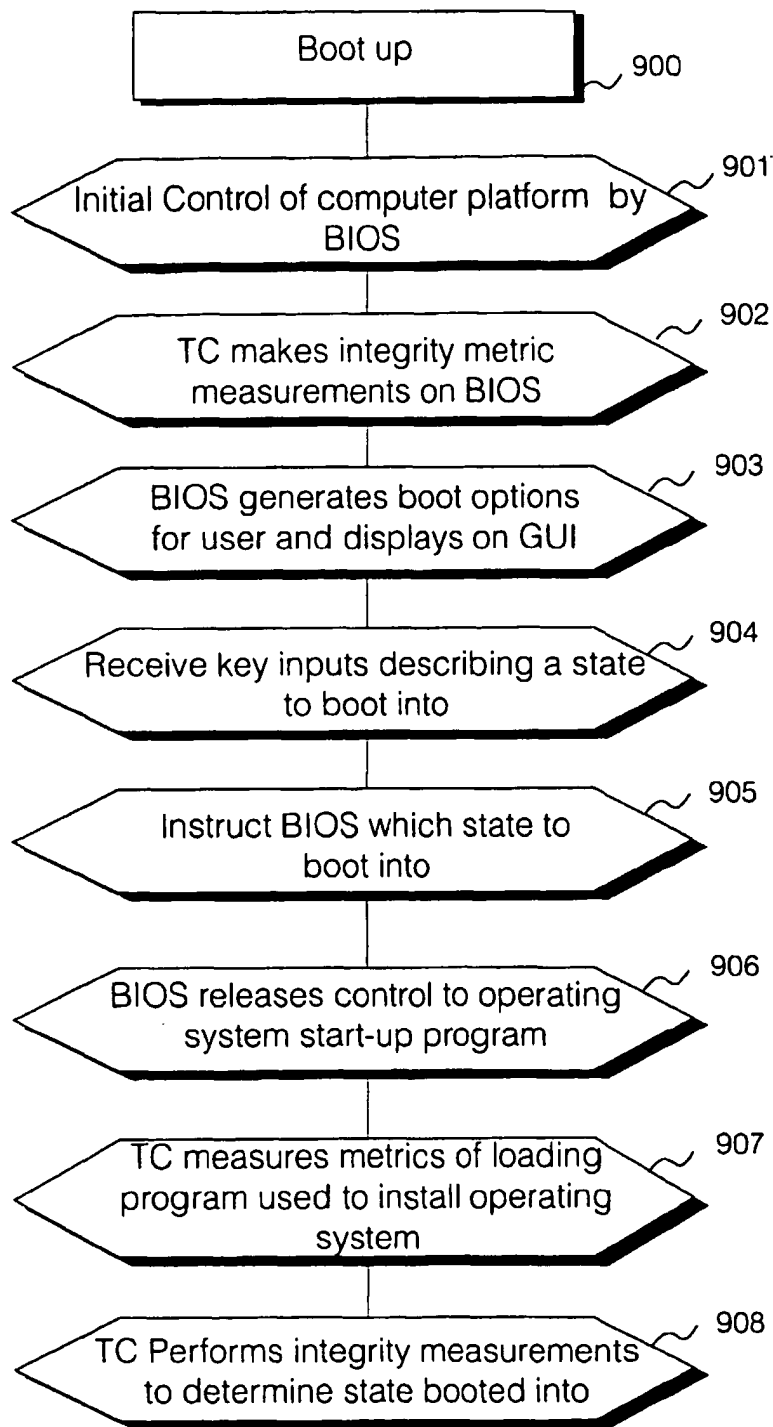 Boot up
900
901
Initial Control of computer platform by
BIOS
902
TC makes integrity metric
measurements on BIOS
903
BIOS generates boot options
for user and displays on GUI
904
Receive key inputs describing a state
to boot into
905
Instruct BIOS which state to
boot into
906
BIOS releases control to operating
system start-up program
907
TC measures metrics of loading
program used to install operating
system
908
TC Performs integrity measurements
to determine state booted into